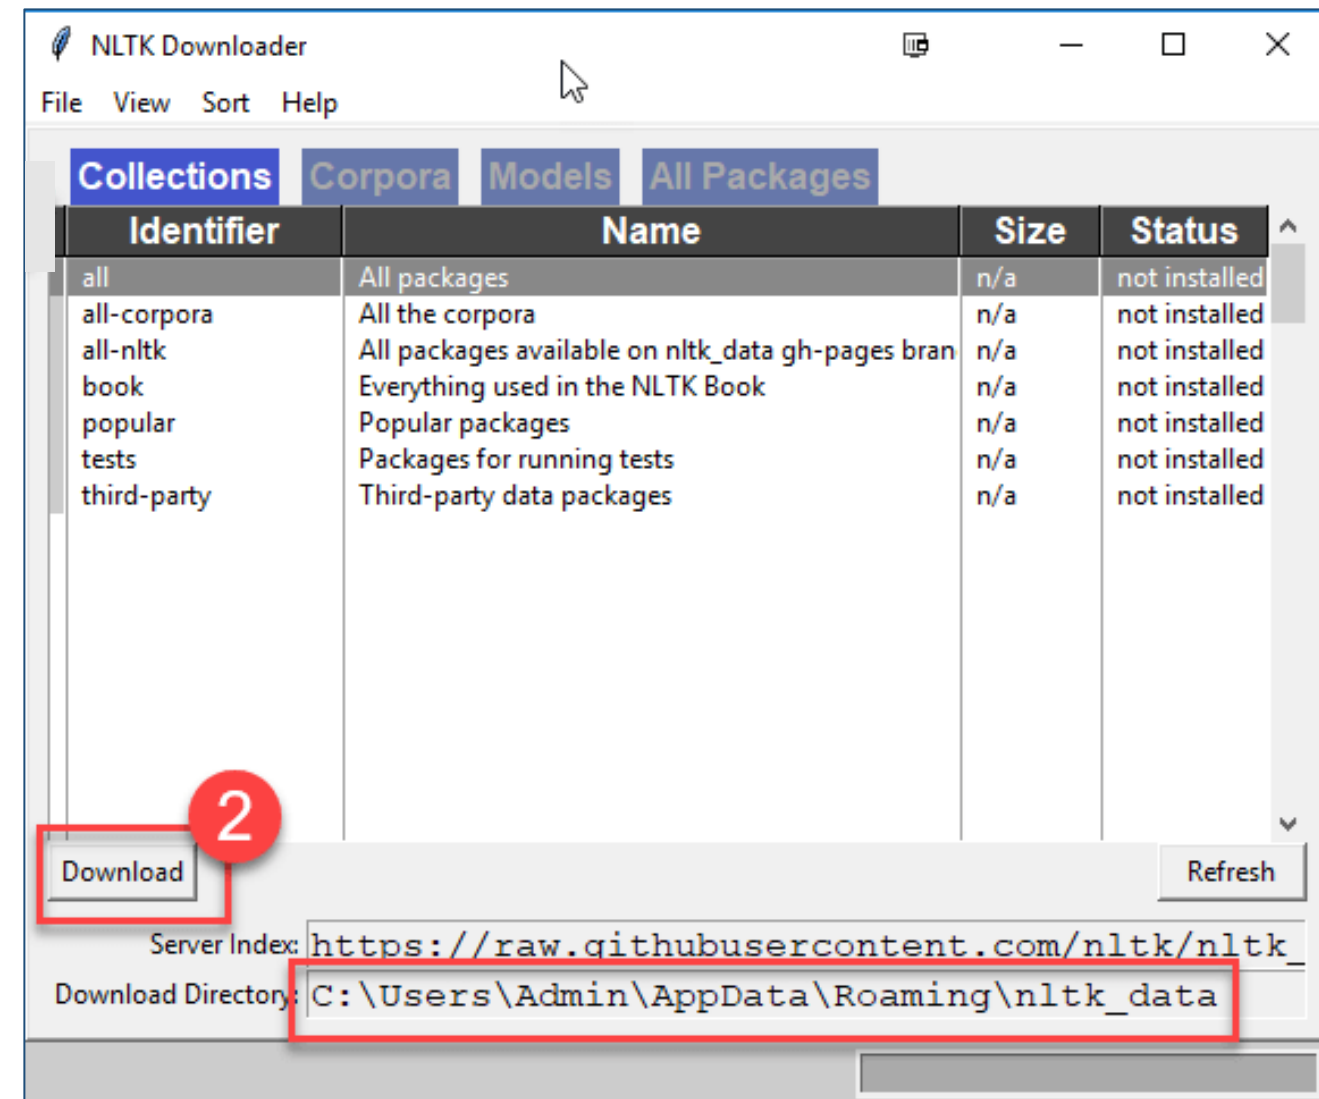 NLTK Downloader
File View Sort Help
Collections Corpora Models All Packages
Identifier Name Size Status
all All packages n/a not installed
all-corpora All the corpora n/a not installed
all-nltk All packages available on nltk_data gh-pages bran n/a not installed
book Everything used in the NLTK Book n/a not installed
popular Popular packages n/a not installed
tests Packages for running tests n/a not installed
third-party Third-party data packages n/a not installed
2
Download Refresh
Server Index: https://raw.githubusercontent.com/nltk/nltk_
Download Directory: C:\Users\Admin\AppData\Roaming\nltk_data